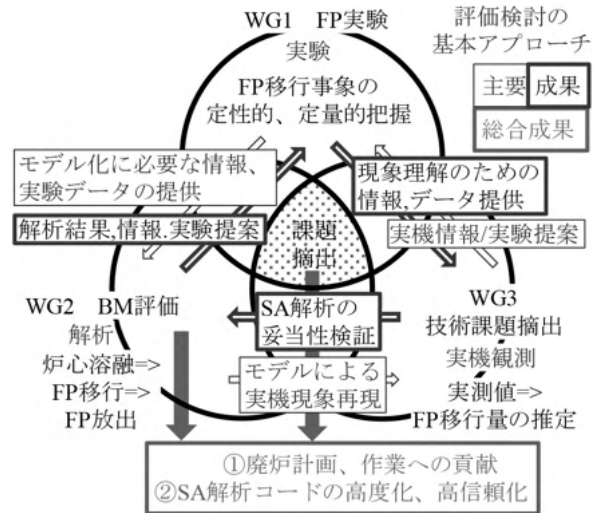 WG1 FP実験
実験
FP移行事象の
定性的、定量的把握
評価検討の
基本アプローチ
主要 成果
総合成果
モデル化に必要な情報、
実験データの提供
解析結果,情報.実験提案
現象理解のための
情報,データ提供
実機情報/実験提案
課題
摘出
WG2 BM評価
解析
炉心溶融=>
FP移行=>
FP放出
SA解析の
妥当性検証
モデルによる
実機現象再現
WG3
技術課題摘出
実機観測
実測値=>
FP移行量の推定
①廃炉計画、作業への貢献
②SA解析コードの高度化、高信頼化